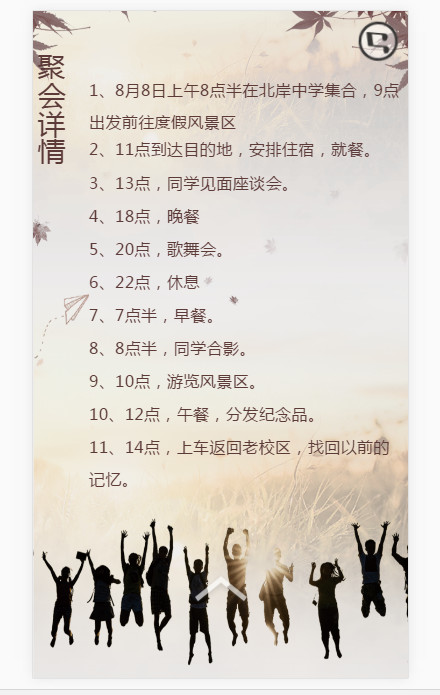 聚会详情
1、8月8日上午8点半在北岸中学集合，9点
出发前往度假风景区
2、11点到达目的地，安排住宿，就餐。
3、13点，同学见面座谈会。
4、18点，晚餐
5、20点，歌舞会。
6、22点，休息
7、7点半，早餐。
8、8点半，同学合影。
9、10点，游览风景区。
10、12点，午餐，分发纪念品。
11、14点，上车返回老校区，找回以前的
记忆。